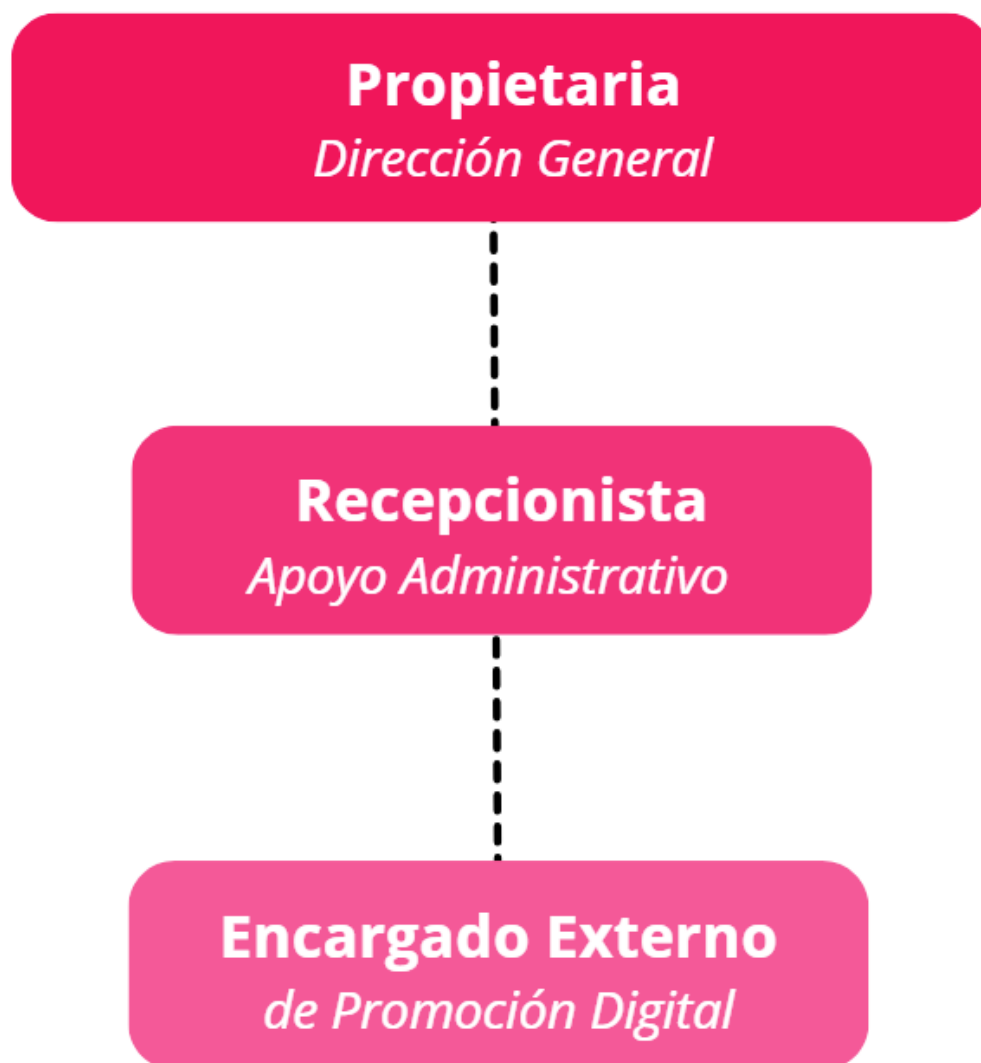 Propietaria
Dirección General
Recepcionista
Apoyo Administrativo
Encargado Externo
de Promoción Digital